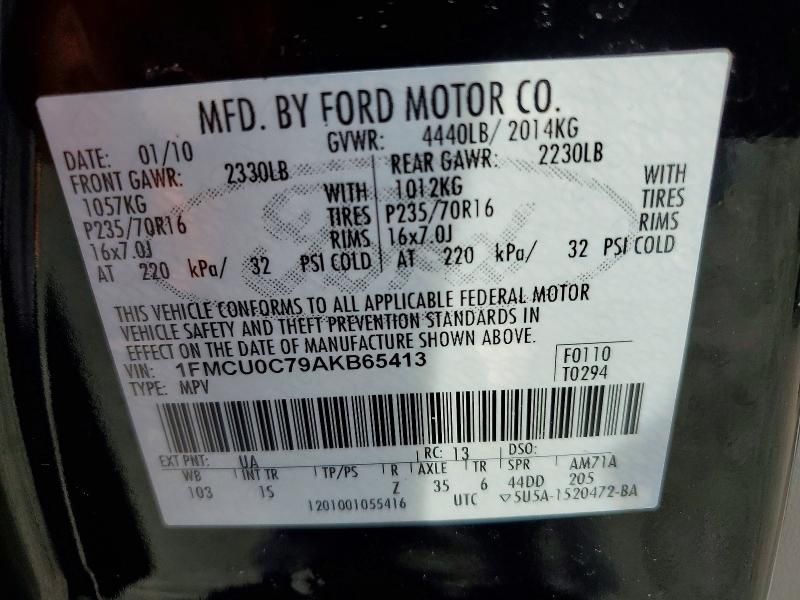 MFD. BY FORD MOTOR CO.
DATE: 01/10 GVWR: 4440LB/ 2014KG
FRONT GAWR: 2330LB REAR GAWR: 2230LB
1057KG WITH 1012KG WITH
P235/70R16 TIRES P235/70R16 TIRES
16x7.0J RIMS 16x7.0J RIMS
AT 220 kPa/ 32 PSI COLD AT 220 kPa/ 32 PSI COLD
Ford
THIS VEHICLE CONFORMS TO ALL APPLICABLE FEDERAL MOTOR
VEHICLE SAFETY AND THEFT PREVENTION STANDARDS IN
EFFECT ON THE DATE OF MANUFACTURE SHOWN ABOVE.
VIN: 1FMCU0C79AKB65413 F0110
TYPE: MPV T0294
EXT PNT: UA RC: 13 DSO:
WB INT TR TP/PS R AXLE TR SPR AM71A
103 IS Z 35 6 44DD 205
1201001055416 UTC ▽5U5A-1520472-BA